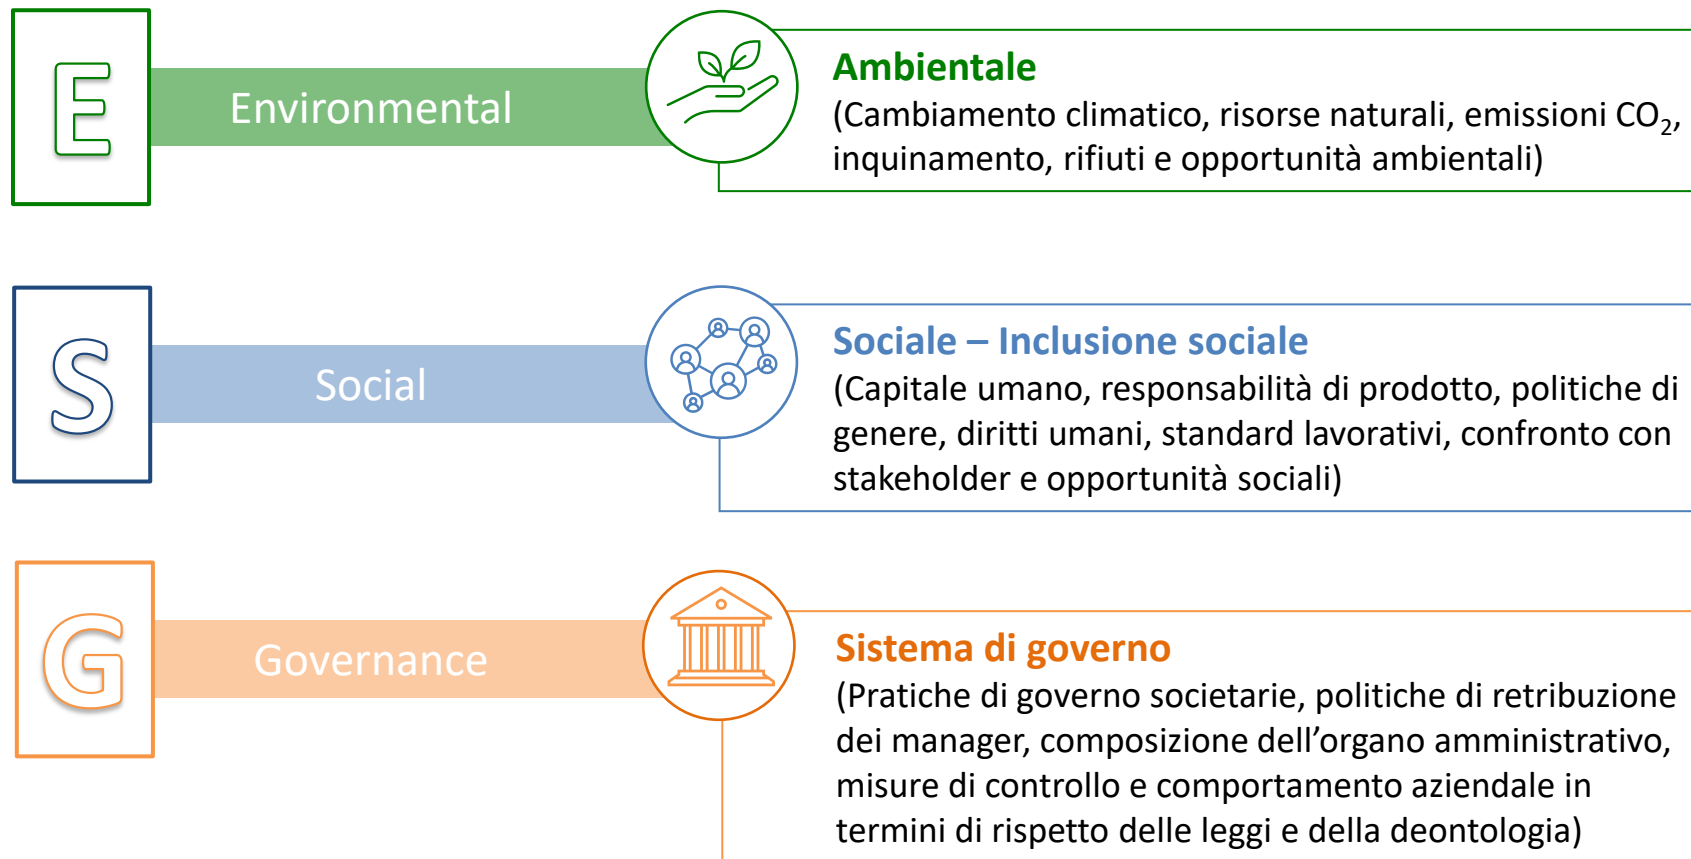 E
Environmental
Ambientale
(Cambiamento climatico, risorse naturali, emissioni CO₂,
inquinamento, rifiuti e opportunità ambientali)
S
Social
Sociale – Inclusione sociale
(Capitale umano, responsabilità di prodotto, politiche di
genere, diritti umani, standard lavorativi, confronto con
stakeholder e opportunità sociali)
G
Governance
Sistema di governo
(Pratiche di governo societarie, politiche di retribuzione
dei manager, composizione dell’organo amministrativo,
misure di controllo e comportamento aziendale in
termini di rispetto delle leggi e della deontologia)